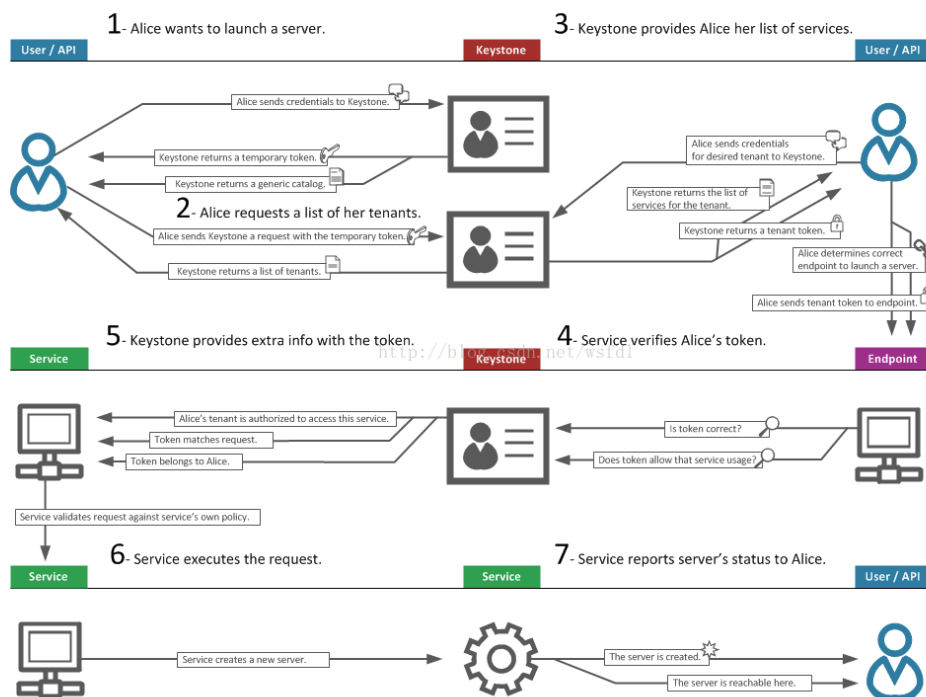 1- Alice wants to launch a server.
3- Keystone provides Alice her list of services.
User / API
Keystone
User / API
Alice sends credentials to Keystone.
Keystone returns a temporary token.
Keystone returns a generic catalog.
2- Alice requests a list of her tenants.
Alice sends Keystone a request with the temporary token.
Keystone returns a list of tenants.
Alice sends credentials
for desired tenant to Keystone.
Keystone returns the list of
services for the tenant.
Keystone returns a tenant token.
Alice determines correct
endpoint to launch a server.
Alice sends tenant token to endpoint.
5- Keystone provides extra info with the token.
4- Service verifies Alice's token.
http://blog.csdn.net/wsfdl
Service
Keystone
Endpoint
Alice's tenant is authorized to access this service.
Token matches request.
Token belongs to Alice.
Is token correct?
Does token allow that service usage?
Service validates request against service's own policy.
6- Service executes the request.
7- Service reports server's status to Alice.
Service
Service
User / API
Service creates a new server.
The server is created.
The server is reachable here.